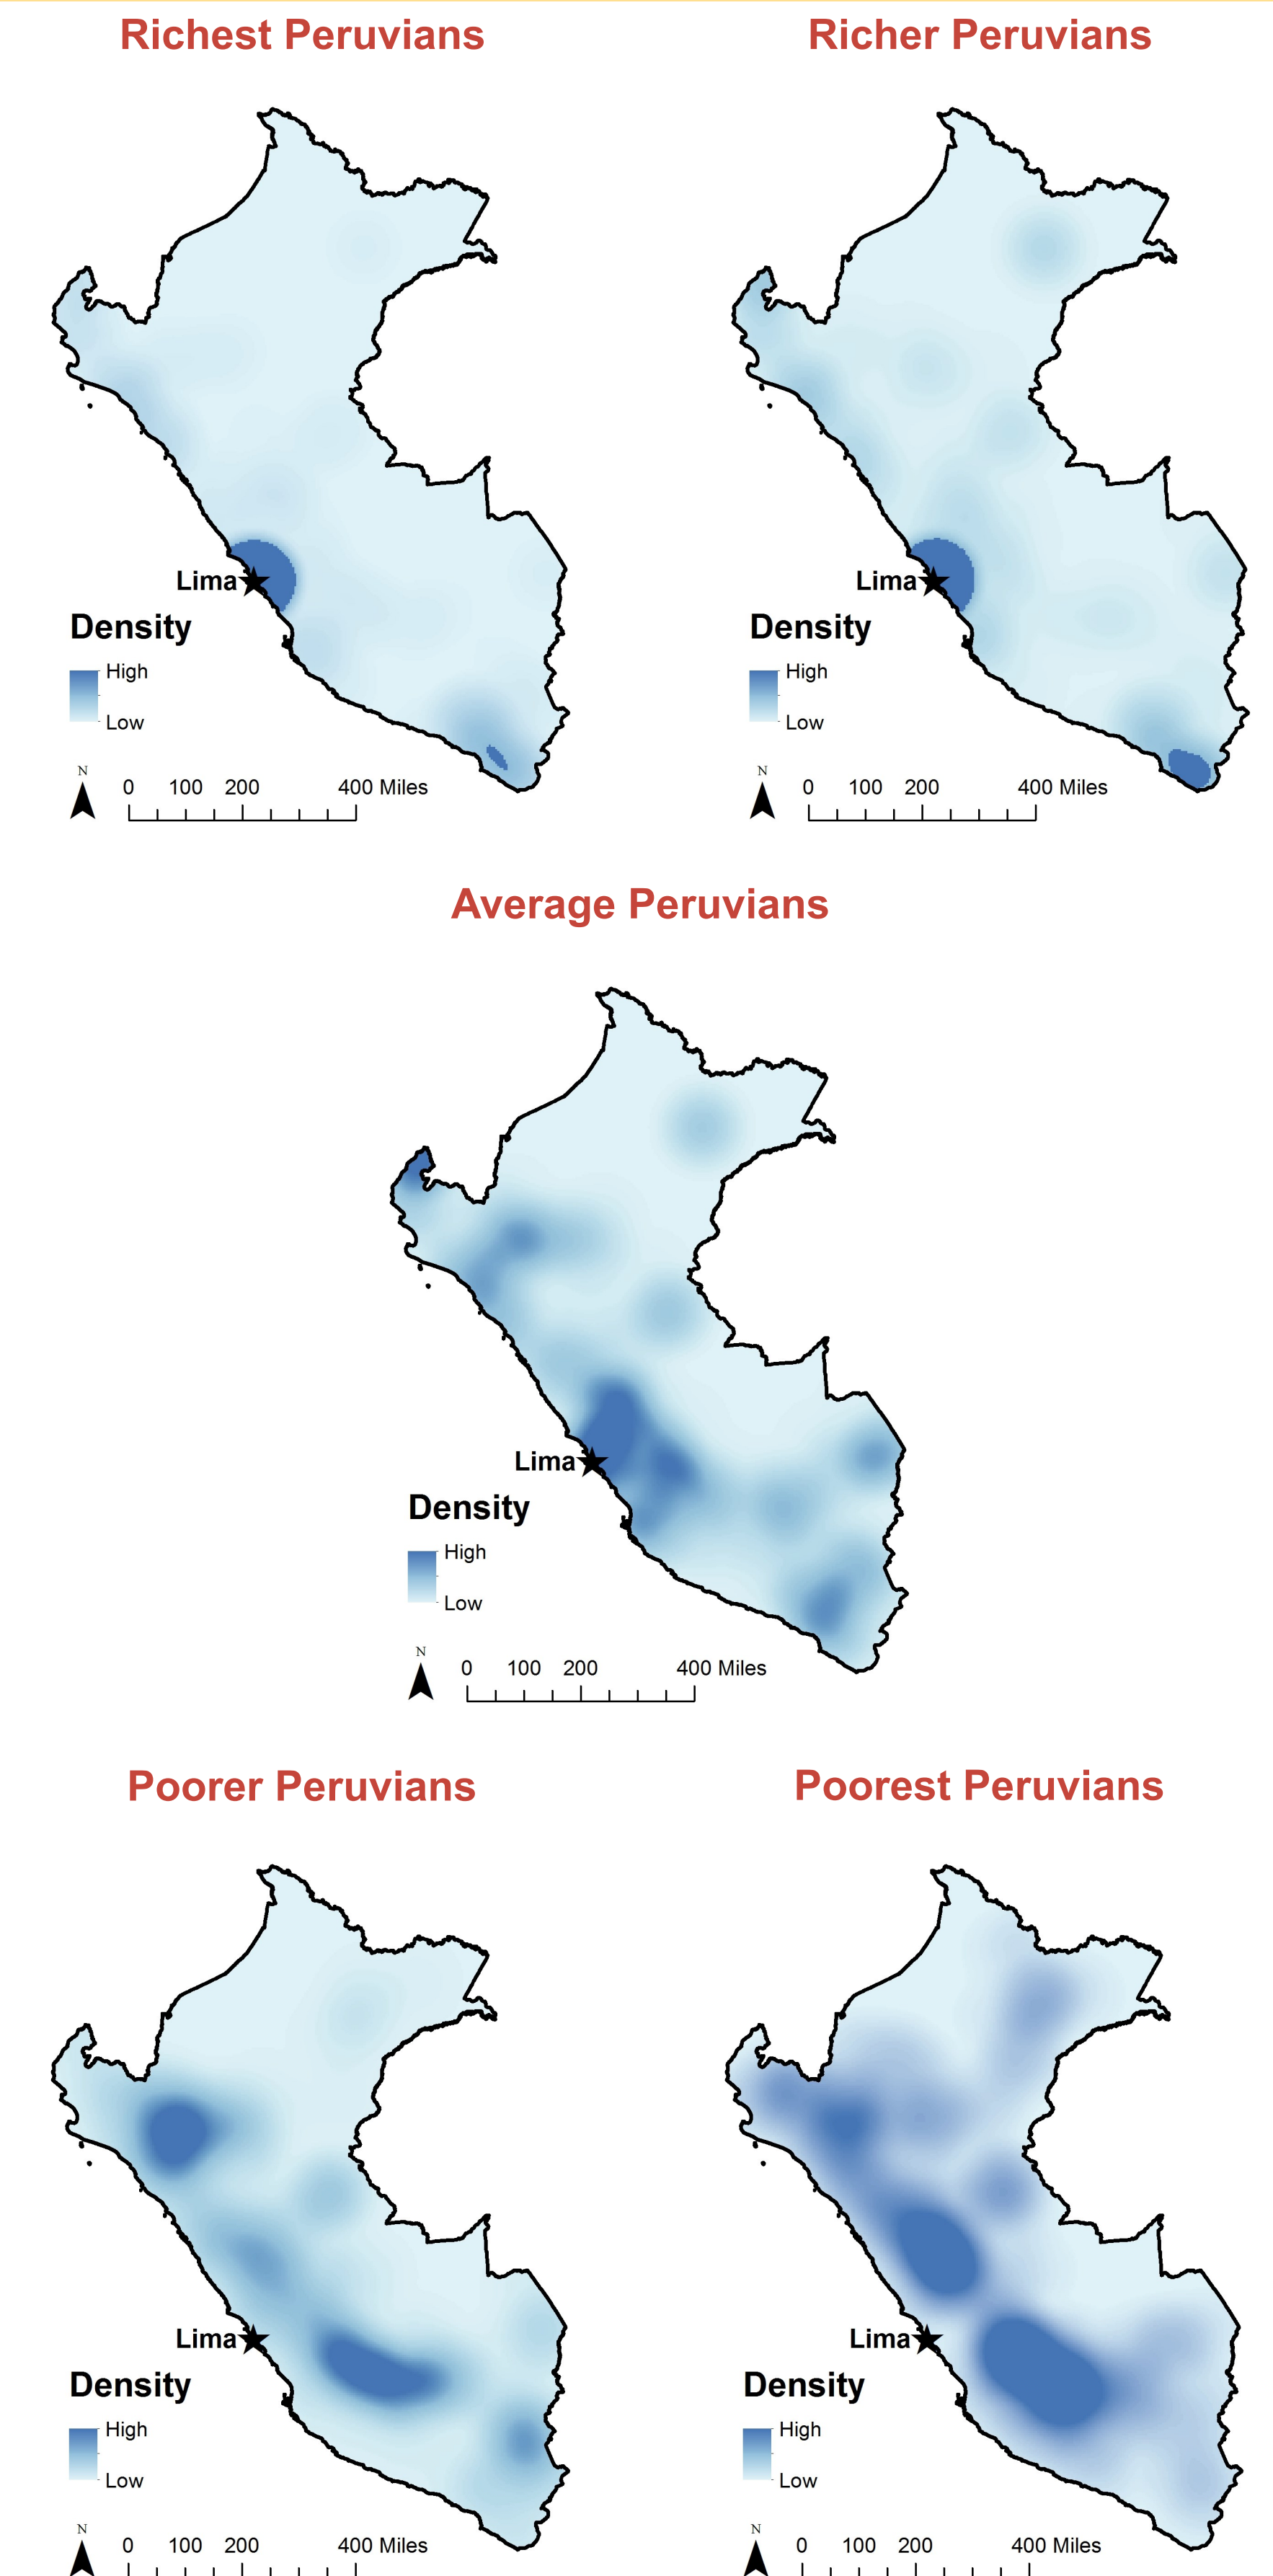 Richest Peruvians
Richer Peruvians
Lima
Density
High
Low
N
0 100 200 400 Miles
Lima
Density
High
Low
N
0 100 200 400 Miles
Average Peruvians
Lima
Density
High
Low
N
0 100 200 400 Miles
Poorer Peruvians
Poorest Peruvians
Lima
Density
High
Low
N
0 100 200 400 Miles
Lima
Density
High
Low
N
0 100 200 400 Miles